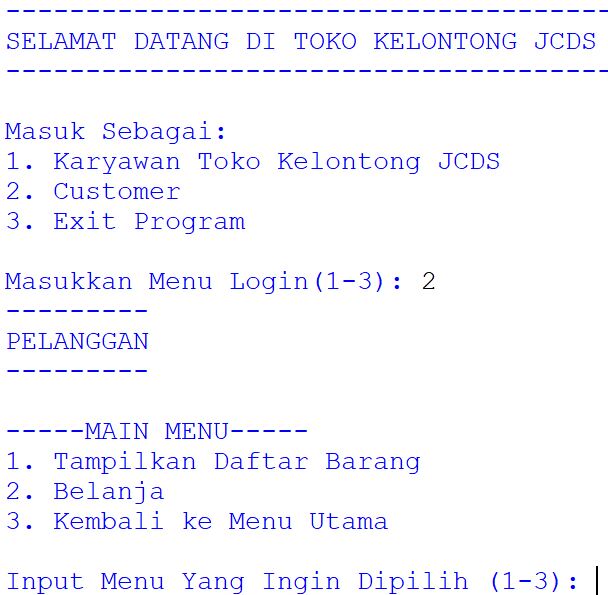 --------------------------------------
SELAMAT DATANG DI TOKO KELONTONG JCDS
--------------------------------------
Masuk Sebagai:
1. Karyawan Toko Kelontong JCDS
2. Customer
3. Exit Program
Masukkan Menu Login(1-3): 2
---------
PELANGGAN
---------
-----MAIN MENU-----
1. Tampilkan Daftar Barang
2. Belanja
3. Kembali ke Menu Utama
Input Menu Yang Ingin Dipilih (1-3):